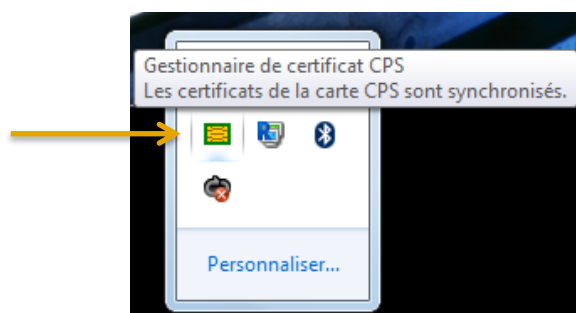 Gestionnaire de certificat CPS
Les certificats de la carte CPS sont synchronisés.
Personnaliser...